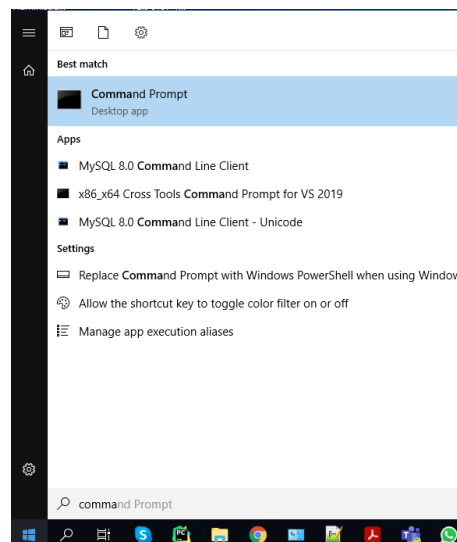 Best match
Command Prompt
Desktop app
Apps
MySQL 8.0 Command Line Client
x86_x64 Cross Tools Command Prompt for VS 2019
MySQL 8.0 Command Line Client - Unicode
Settings
Replace Command Prompt with Windows PowerShell when using Window
Allow the shortcut key to toggle color filter on or off
Manage app execution aliases
command Prompt